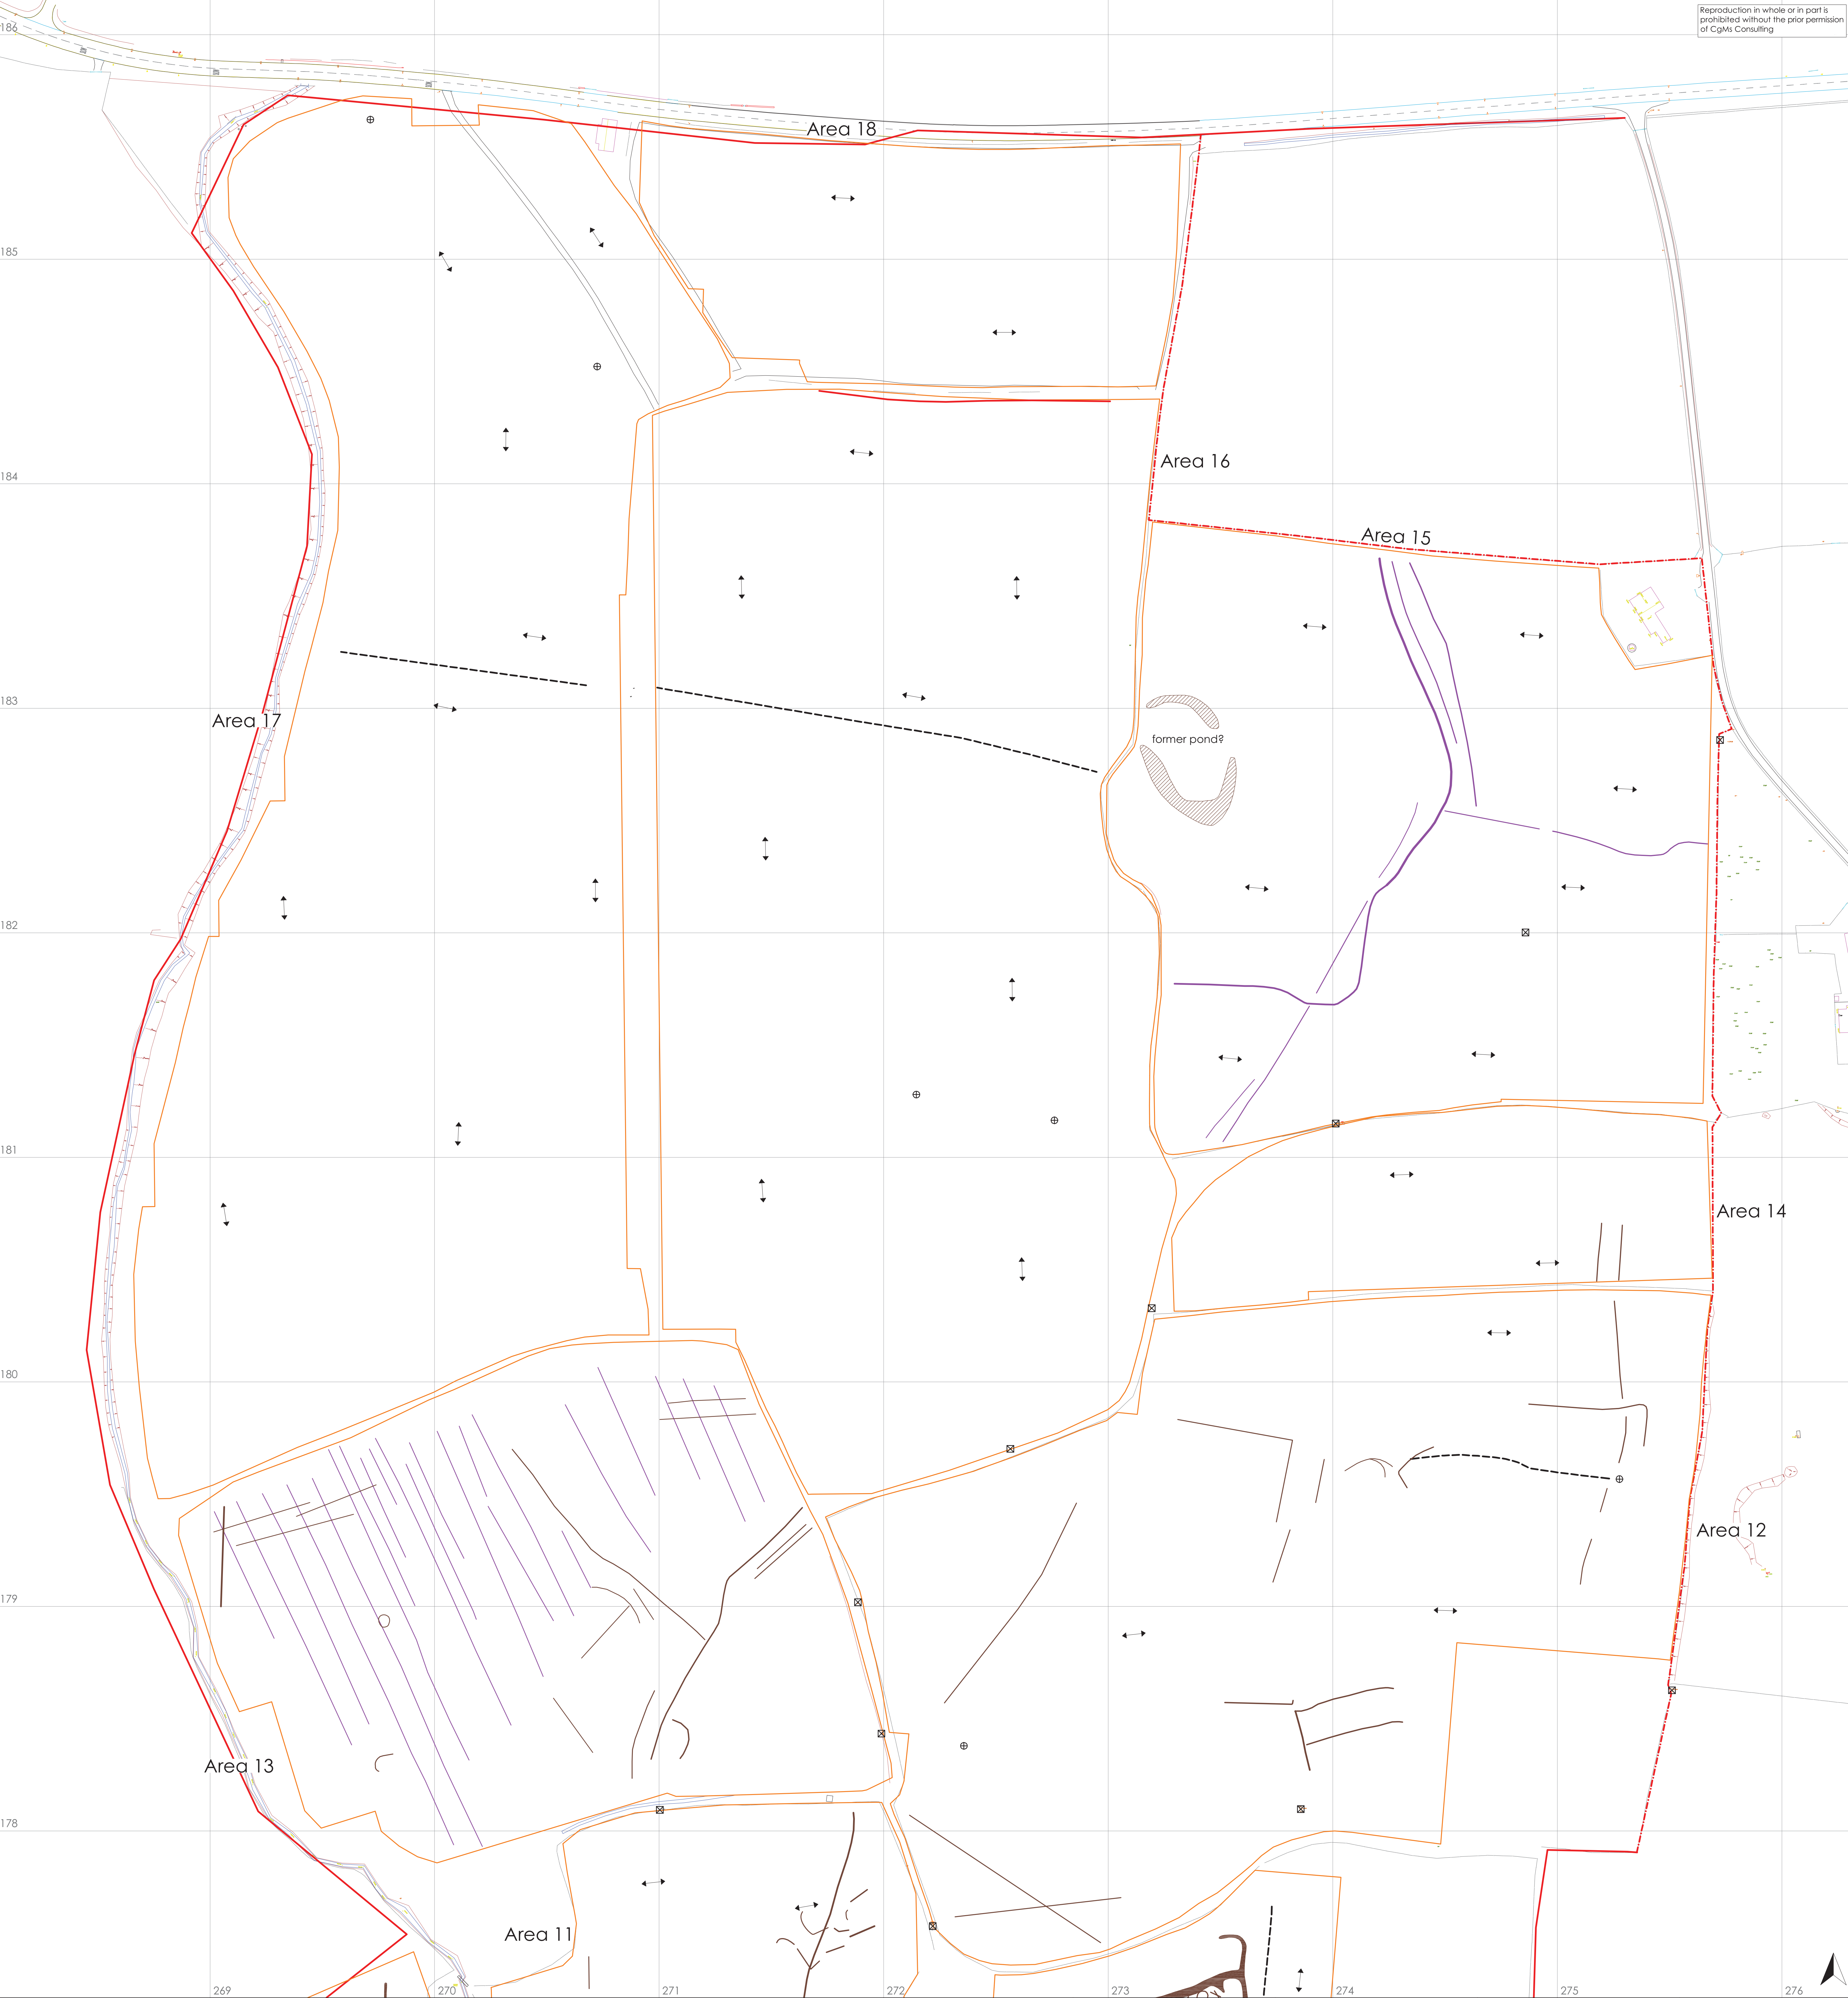 Reproduction in whole or in part is
prohibited without the prior permission
of CgMs Consulting
186
Area 18
185
Area 16
184
Area 15
183
Area 17
former pond?
182
181
Area 14
180
Area 12
179
Area 13
178
Area 11
269
270
271
272
273
274
275
276